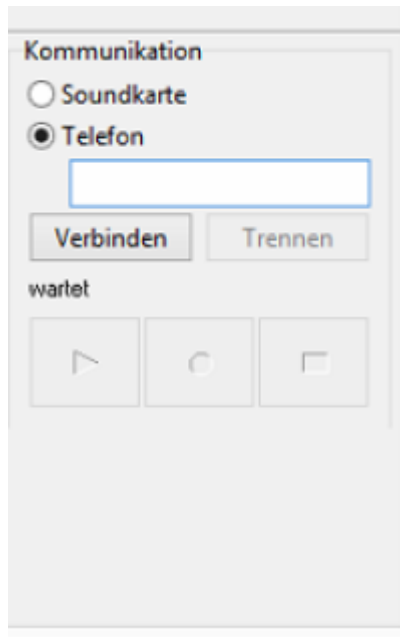 Kommunikation
Soundkarte
Telefon
Verbinden Trennen
wartet